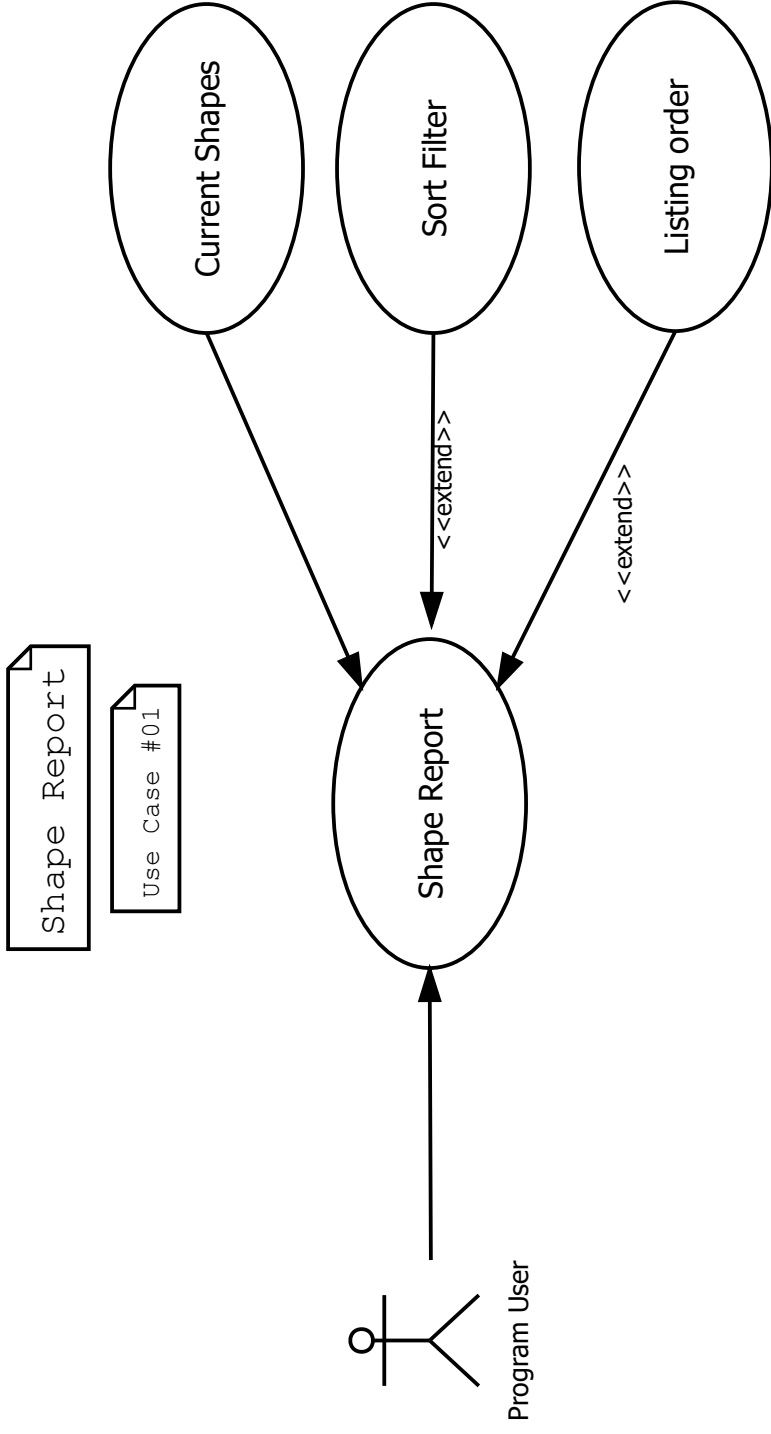 Shape Report
Use Case #01
Program User
Shape Report
Current Shapes
<<extend>>
Sort Filter
<<extend>>
Listing order